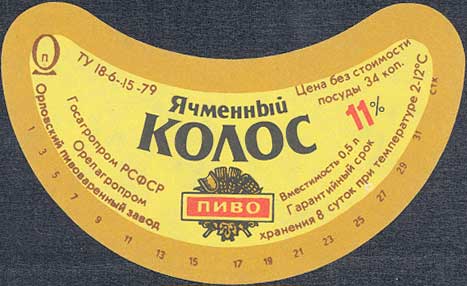 п
ТУ 18-6-15-79
Госагропром РСФСР
Орелагропром
Орловский пивоваренный завод
Ячменный
КОЛОС
ПИВО
11%
Цена без стоимости
посуды 34 коп.
Вместимость 0,5 л
Гарантийный срок
хранения 8 суток при температуре 2-12°С
1 3 5 7 9 11 13 15 17 19 21 23 25 27 29 31 СТК